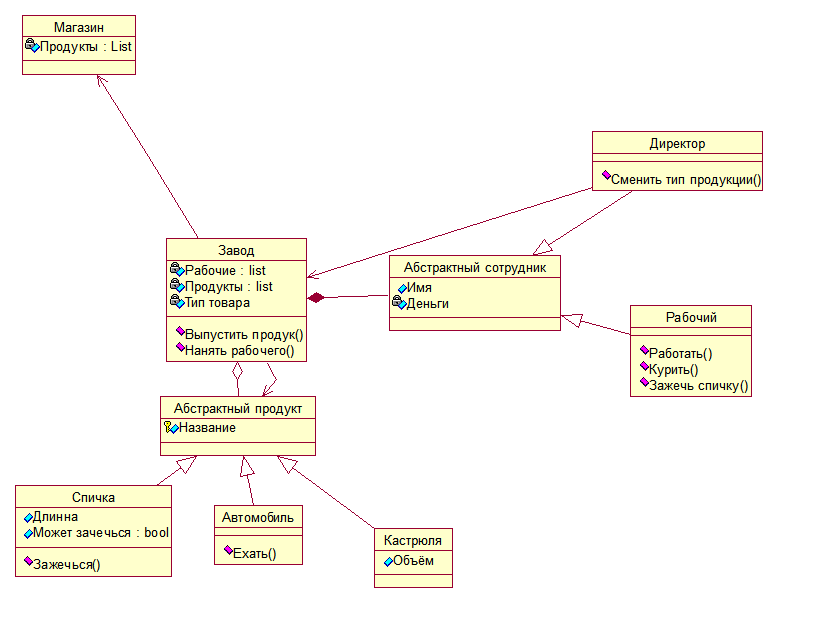 Магазин
Продукты : List
Директор
Сменить тип продукции()
Завод
Рабочие : list
Продукты : list
Тип товара
Выпустить продук()
Нанять рабочего()
Абстрактный сотрудник
Имя
Деньги
Рабочий
Работать()
Курить()
Зажечь спичку()
Абстрактный продукт
Название
Спичка
Длинна
Может зачечься : bool
Зажечься()
Автомобиль
Ехать()
Кастрюля
Объём